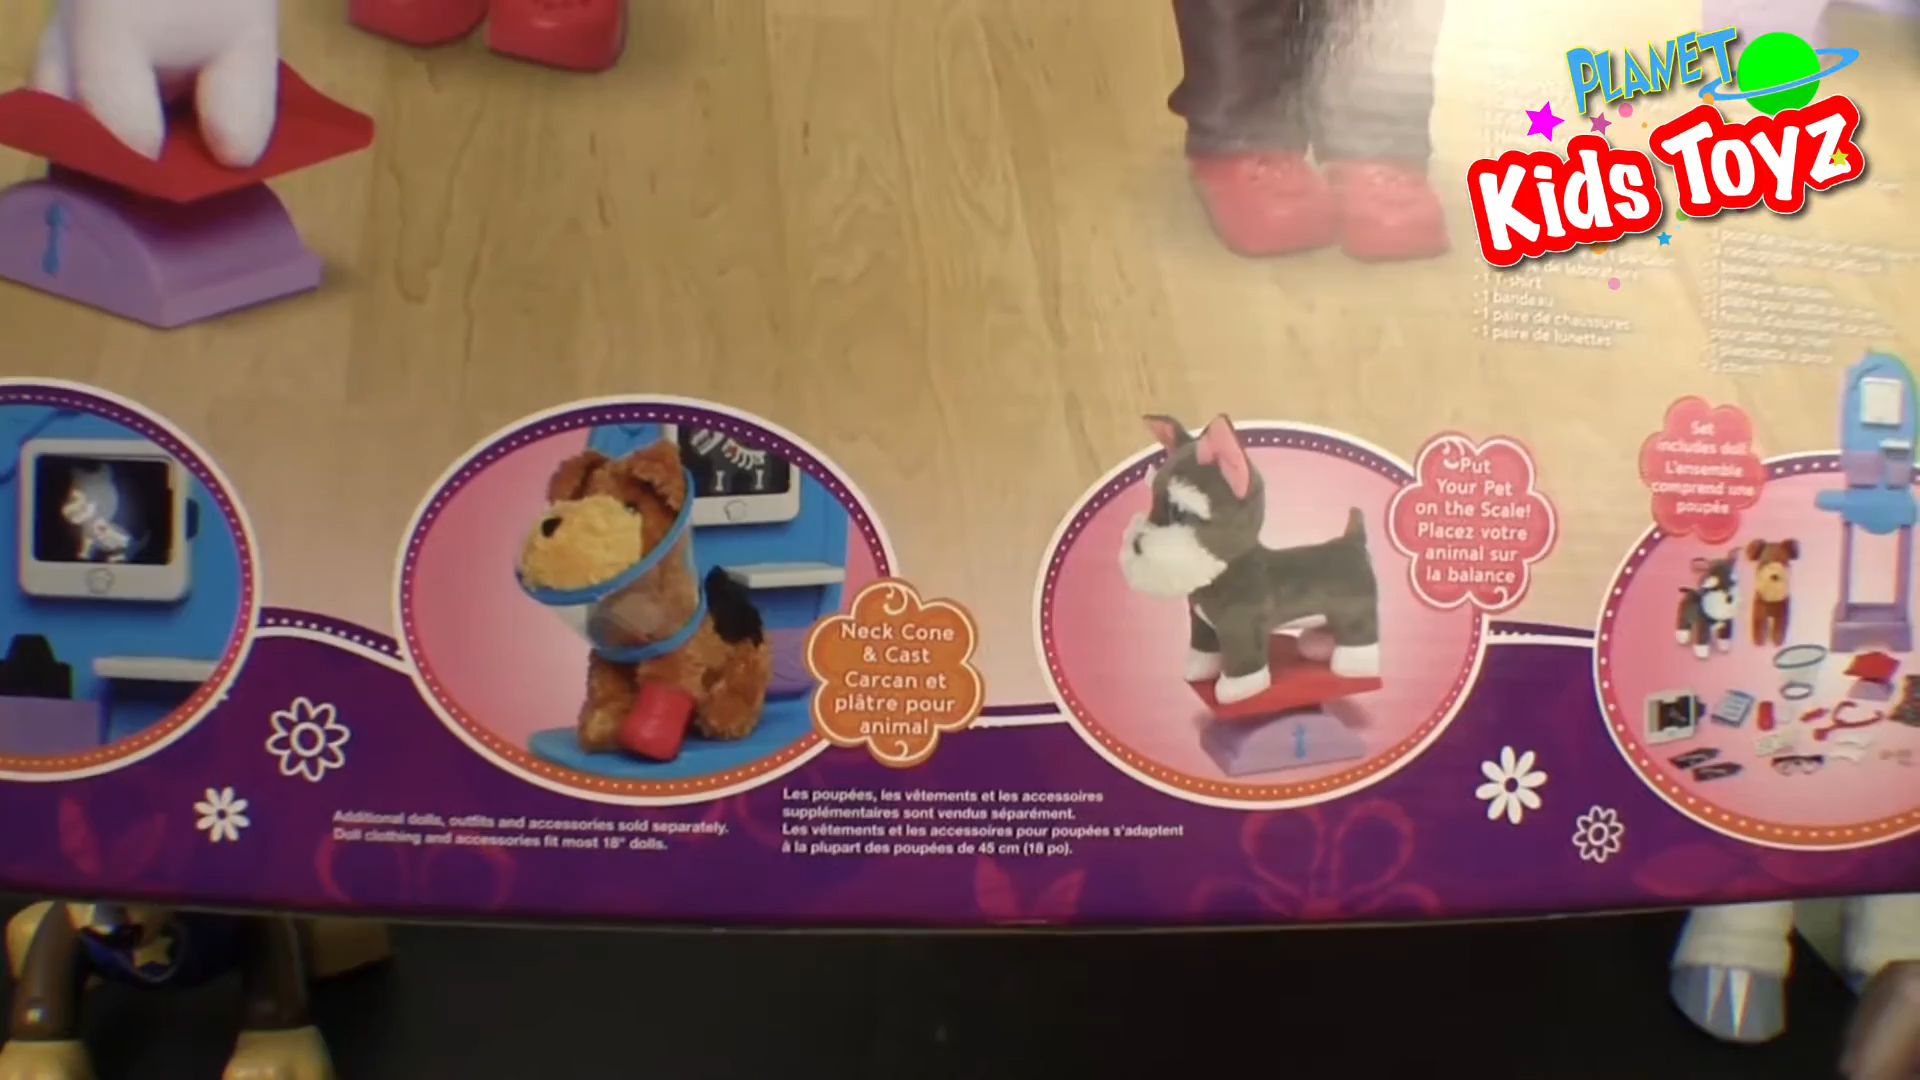 PLANET
Kids Toyz
• 1 T-shirt
• 1 bandeau
• 1 paire de chaussures
• 1 paire de lunettes
Neck Cone
& Cast
Carcan et
plâtre pour
animal
Put
Your Pet
on the Scale!
Placez votre
animal sur
la balance
Set
includes doll
L'ensemble
comprend une
poupée
Additional dolls, outfits and accessories sold separately.
Doll clothing and accessories fit most 18" dolls.
Les poupées, les vêtements et les accessoires
supplémentaires sont vendus séparément.
Les vêtements et les accessoires pour poupées s'adaptent
à la plupart des poupées de 45 cm (18 po).